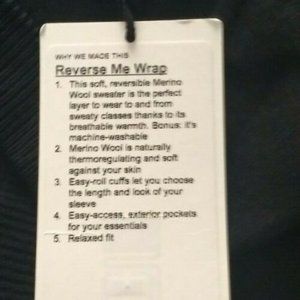 WHY WE MADE THIS
Reverse Me Wrap
1. This soft, reversible Merino
Wool sweater is the perfect
layer to wear to and from
sweaty classes thanks to its
breathable warmth. Bonus: it's
machine-washable
2. Merino Wool is naturally
thermoregulating and soft
against your skin
3. Easy-roll cuffs let you choose
the length and look of your
sleeve
4. Easy-access, exterior pockets
for your essentials
5. Relaxed fit